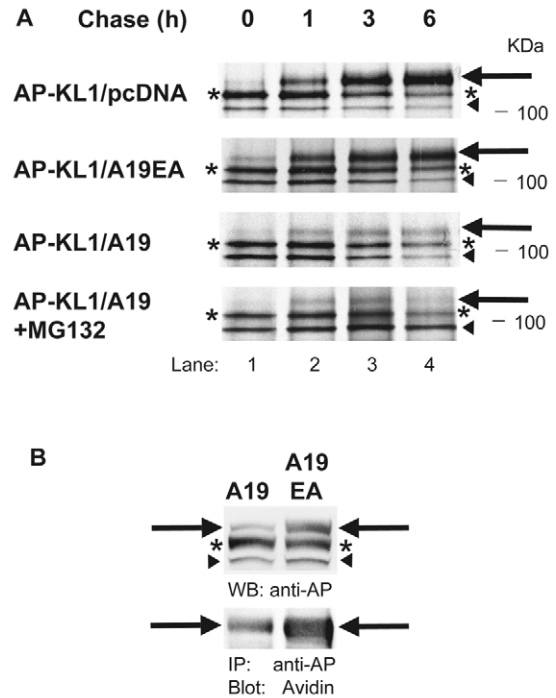 A Chase (h) 0 1 3 6
KDa
AP-KL1/pcDNA * *
– 100
AP-KL1/A19EA * *
– 100
AP-KL1/A19 * *
– 100
AP-KL1/A19 * *
+MG132 – 100
Lane: 1 2 3 4
B
A19
A19 EA
* *
WB: anti-AP
IP: anti-AP
Blot: Avidin